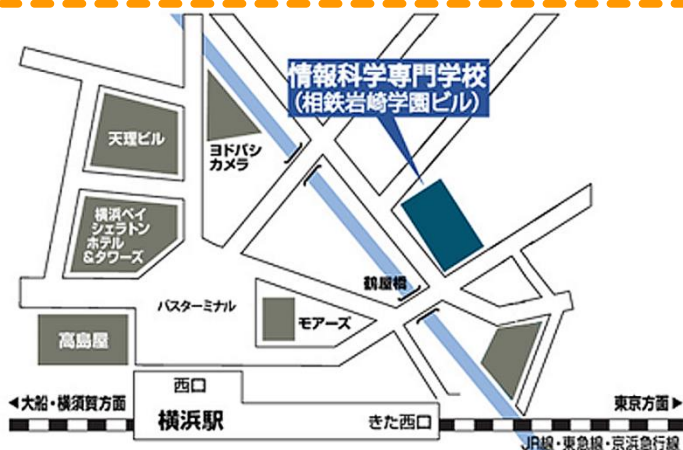 情報科学専門学校
(相鉄岩崎学園ビル)
天理ビル
ヨドバシ
カメラ
横浜ベイ
シェラトン
ホテル
&タワーズ
鶴屋橋
バスターミナル
モアーズ
高島屋
西口
◀大船・横須賀方面
東京方面▶
横浜駅
きた西口
JR線・東急線・京浜急行線